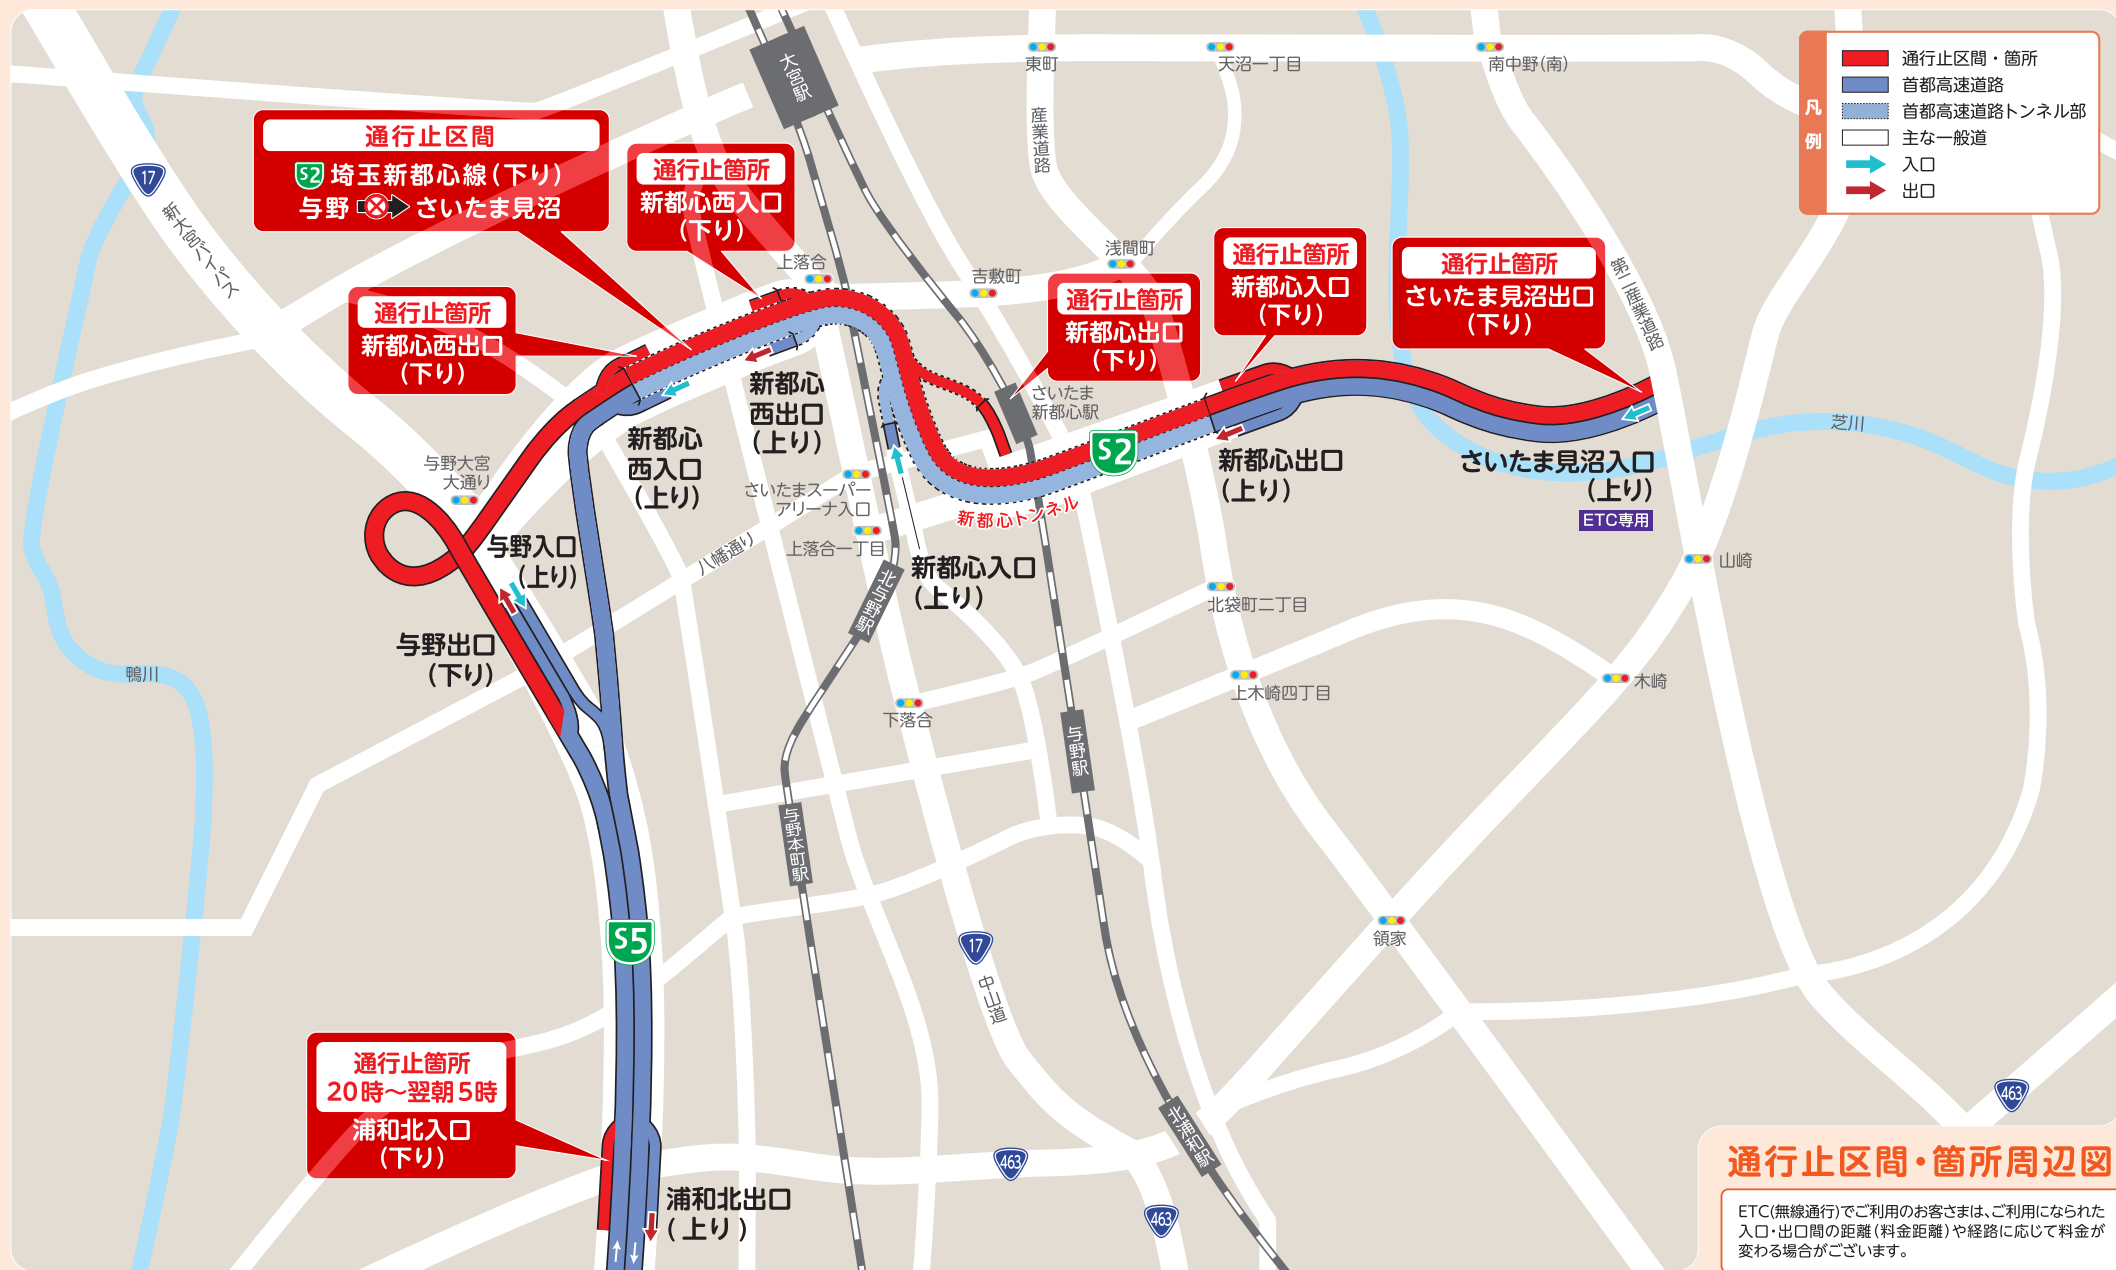 大宮駅
東町
天沼一丁目
南中野(南)
凡例
通行止区間・箇所
首都高速道路
首都高速道路トンネル部
主な一般道
入口
出口
産業道路
17
新大宮バイパス
通行止区間
S2 埼玉新都心線(下り)
与野 さいたま見沼
通行止箇所
新都心西入口
(下り)
上落合
吉敷町
浅間町
通行止箇所
新都心入口
(下り)
通行止箇所
さいたま見沼出口
(下り)
第二産業道路
通行止箇所
新都心出口
(下り)
通行止箇所
新都心西出口
(下り)
新都心
西出口
(上り)
さいたま
新都心駅
新都心
西入口
(上り)
芝川
S2
新都心出口
(上り)
さいたま見沼入口
(上り)
ETC専用
与野大宮
大通り
さいたまスーパー
アリーナ入口
新都心トンネル
上落合一丁目
八幡通り
与野入口
(上り)
新都心入口
(上り)
北与野駅
山崎
北袋町二丁目
与野出口
(下り)
鴨川
上木崎四丁目
木崎
下落合
与野駅
与野本町駅
S5
17
中山道
領家
通行止箇所
20時～翌朝5時
浦和北入口
(下り)
463
北浦和駅
463
463
浦和北出口
(上り)
通行止区間・箇所周辺図
ETC(無線通行)でご利用のお客さまは、ご利用になられた
入口・出口間の距離(料金距離)や経路に応じて料金が
変わる場合がございます。